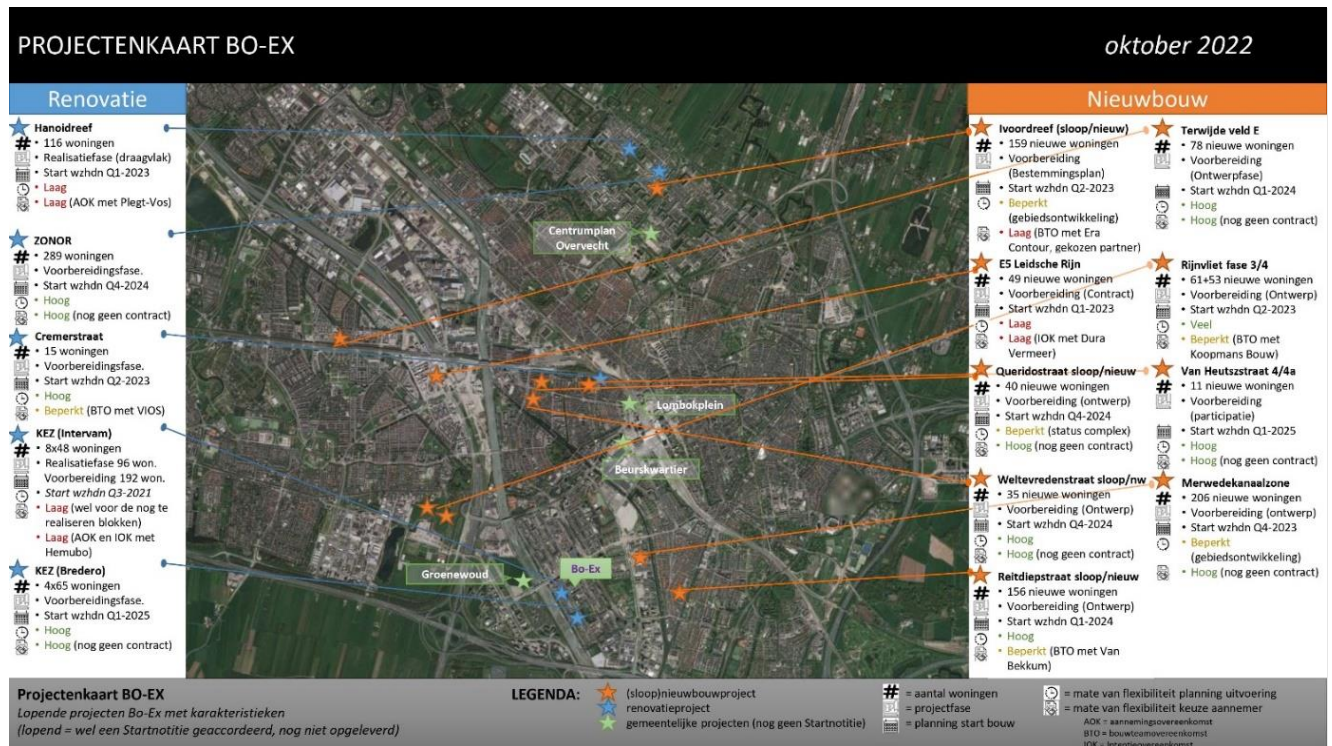 PROJECTENKAART BO-EX
oktober 2022
Renovatie
Hanoidreef
# • 116 woningen
• Realisatiefase (draagvlak)
• Start wzhdn Q1-2023
• Laag
• Laag (AOK met Plegt-Vos)
ZONOR
# • 289 woningen
• Voorbereidingsfase.
• Start wzhdn Q4-2024
• Hoog
• Hoog (nog geen contract)
Cremerstraat
# • 15 woningen
• Voorbereidingsfase.
• Start wzhdn Q2-2023
• Hoog
• Beperkt (BTO met VIOS)
KEZ (Intervam)
# • 8x48 woningen
• Realisatiefase 96 won.
Voorbereiding 192 won.
• Start wzhdn Q3-2021
• Laag (wel voor de nog te
realiseren blokken)
• Laag (AOK en IOK met
Hemubo)
KEZ (Bredero)
# • 4x65 woningen
• Voorbereidingsfase.
• Start wzhdn Q1-2025
• Hoog
• Hoog (nog geen contract)
Centrumplan
Overvecht
Lombokplein
Beurskwartier
Groenewoud
Bo-Ex
Nieuwbouw
Ivoordreef (sloop/nieuw)
# • 159 nieuwe woningen
• Voorbereiding
(Bestemmingsplan)
• Start wzhdn Q2-2023
• Beperkt
(gebiedsontwikkeling)
• Laag (BTO met Era
Contour, gekozen partner)
E5 Leidsche Rijn
# • 49 nieuwe woningen
• Voorbereiding (Contract)
• Start wzhdn Q1-2023
• Laag
• Laag (IOK met Dura
Vermeer)
Queridostraat sloop/nieuw
# • 40 nieuwe woningen
• Voorbereiding (ontwerp)
• Start wzhdn Q4-2024
• Beperkt (status complex)
• Hoog (nog geen contract)
Weltevredenstraat sloop/nw
# • 35 nieuwe woningen
• Voorbereiding (Ontwerp)
• Start wzhdn Q4-2024
• Hoog
• Hoog (nog geen contract)
Reitdiepstraat sloop/nieuw
# • 156 nieuwe woningen
• Voorbereiding (Ontwerp)
• Start wzhdn Q1-2024
• Hoog
• Beperkt (BTO met Van
Bekkum)
Terwijde veld E
# • 78 nieuwe woningen
• Voorbereiding
(Ontwerpfase)
• Start wzhdn Q1-2024
• Hoog
• Hoog (nog geen contract)
Rijnvliet fase 3/4
# • 61+53 nieuwe woningen
• Voorbereiding (Ontwerp)
• Start wzhdn Q2-2023
• Veel
• Beperkt (BTO met
Koopmans Bouw)
Van Heutszstraat 4/4a
# • 11 nieuwe woningen
• Voorbereiding
(participatie)
• Start wzhdn Q1-2025
• Hoog
• Hoog (nog geen contract)
Merwedekanaalzone
# • 206 nieuwe woningen
• Voorbereiding (ontwerp
• Start wzhdn Q4-2023
• Beperkt
(gebiedsontwikkeling)
• Hoog (nog geen contract)
Projectenkaart BO-EX
Lopende projecten Bo-Ex met karakteristieken
(lopend = wel een Startnotitie geaccordeerd, nog niet opgeleverd)
LEGENDA:
(sloop)nieuwbouwproject
renovatieproject
gemeentelijke projecten (nog geen Startnotitie)
# = aantal woningen
= projectfase
= planning start bouw
= mate van flexibiliteit planning uitvoering
= mate van flexibiliteit keuze aannemer
AOK = aannemingsovereenkomst
BTO = bouwteamovereenkomst
IOK = Intentieovereenkomst